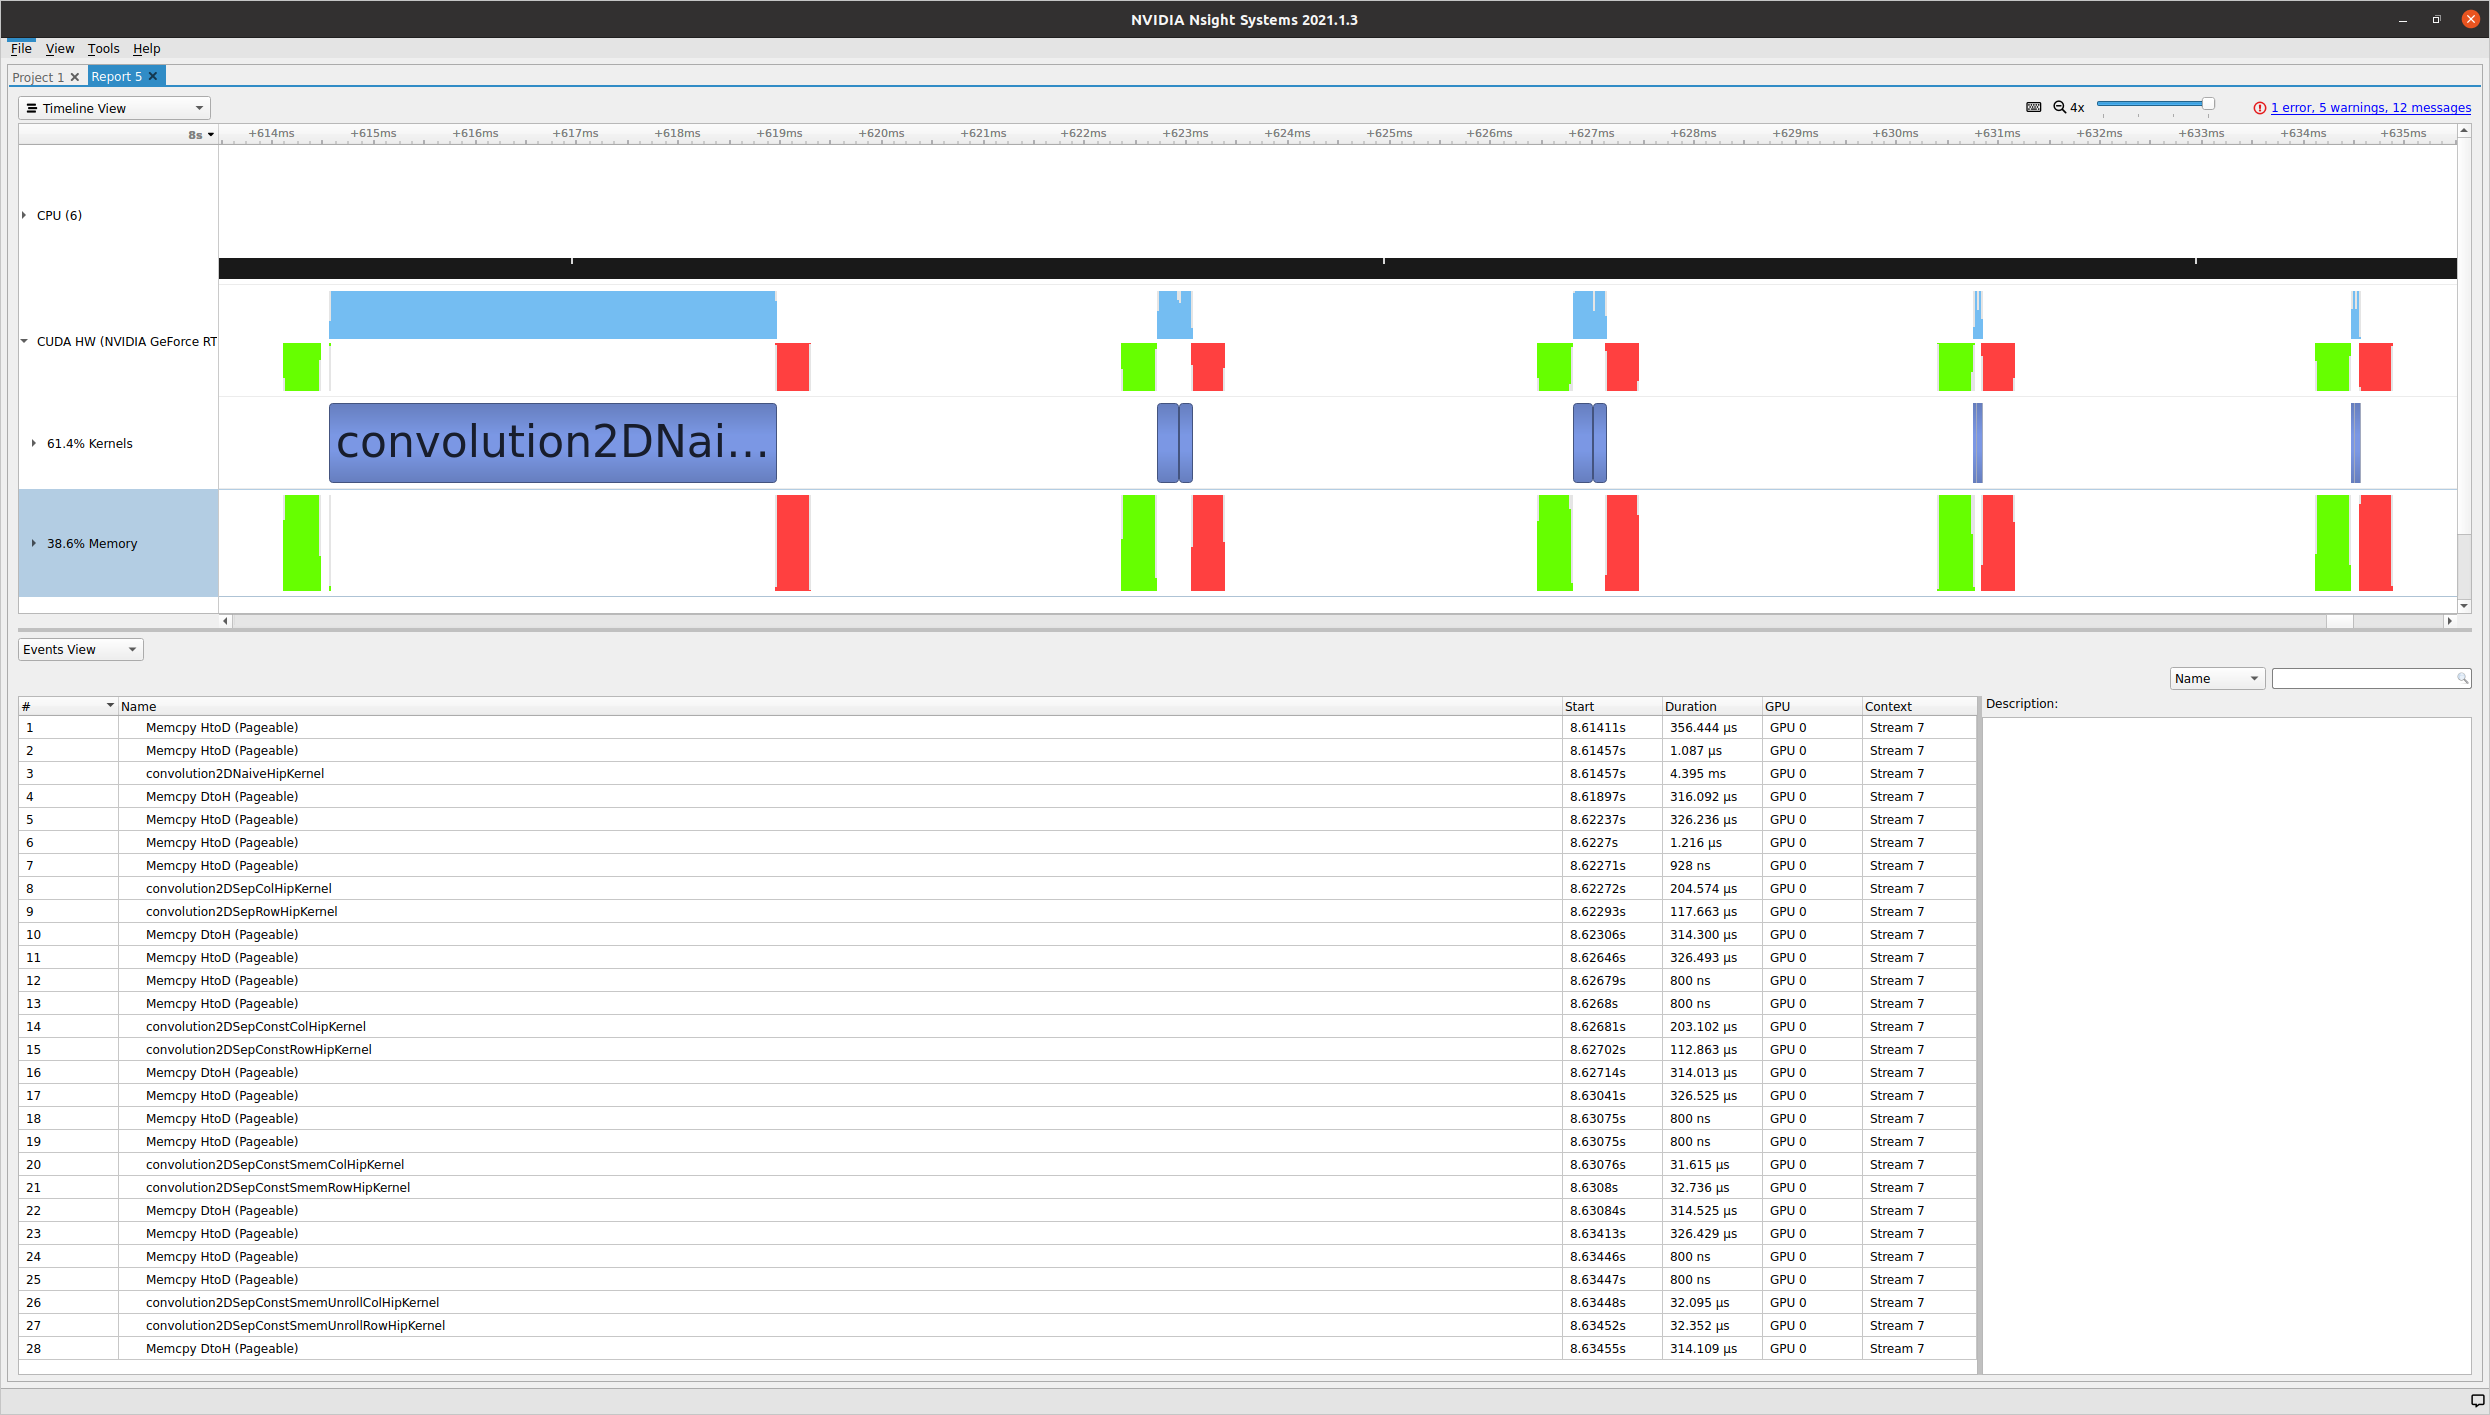 NVIDIA Nsight Systems 2021.1.3
File View Tools Help
Project 1 Report 5
Timeline View 4x 1 error, 5 warnings, 12 messages
8s +614ms +615ms +616ms +617ms +618ms +619ms +620ms +621ms +622ms +623ms +624ms +625ms +626ms +627ms +628ms +629ms +630ms +631ms +632ms +633ms +634ms +635ms
CPU (6)
CUDA HW (NVIDIA GeForce RT
61.4% Kernels convolution2DNai...
38.6% Memory
Events View
Name
# Name Start Duration GPU Context Description:
1 Memcpy HtoD (Pageable) 8.61411s 356.444 μs GPU 0 Stream 7
2 Memcpy HtoD (Pageable) 8.61457s 1.087 μs GPU 0 Stream 7
3 convolution2DNaiveHipKernel 8.61457s 4.395 ms GPU 0 Stream 7
4 Memcpy DtoH (Pageable) 8.61897s 316.092 μs GPU 0 Stream 7
5 Memcpy HtoD (Pageable) 8.62237s 326.236 μs GPU 0 Stream 7
6 Memcpy HtoD (Pageable) 8.6227s 1.216 μs GPU 0 Stream 7
7 Memcpy HtoD (Pageable) 8.62271s 928 ns GPU 0 Stream 7
8 convolution2DSepColHipKernel 8.62272s 204.574 μs GPU 0 Stream 7
9 convolution2DSepRowHipKernel 8.62293s 117.663 μs GPU 0 Stream 7
10 Memcpy DtoH (Pageable) 8.62306s 314.300 μs GPU 0 Stream 7
11 Memcpy HtoD (Pageable) 8.62646s 326.493 μs GPU 0 Stream 7
12 Memcpy HtoD (Pageable) 8.62679s 800 ns GPU 0 Stream 7
13 Memcpy HtoD (Pageable) 8.6268s 800 ns GPU 0 Stream 7
14 convolution2DSepConstColHipKernel 8.62681s 203.102 μs GPU 0 Stream 7
15 convolution2DSepConstRowHipKernel 8.62702s 112.863 μs GPU 0 Stream 7
16 Memcpy DtoH (Pageable) 8.62714s 314.013 μs GPU 0 Stream 7
17 Memcpy HtoD (Pageable) 8.63041s 326.525 μs GPU 0 Stream 7
18 Memcpy HtoD (Pageable) 8.63075s 800 ns GPU 0 Stream 7
19 Memcpy HtoD (Pageable) 8.63075s 800 ns GPU 0 Stream 7
20 convolution2DSepConstSmemColHipKernel 8.63076s 31.615 μs GPU 0 Stream 7
21 convolution2DSepConstSmemRowHipKernel 8.6308s 32.736 μs GPU 0 Stream 7
22 Memcpy DtoH (Pageable) 8.63084s 314.525 μs GPU 0 Stream 7
23 Memcpy HtoD (Pageable) 8.63413s 326.429 μs GPU 0 Stream 7
24 Memcpy HtoD (Pageable) 8.63446s 800 ns GPU 0 Stream 7
25 Memcpy HtoD (Pageable) 8.63447s 800 ns GPU 0 Stream 7
26 convolution2DSepConstSmemUnrollColHipKernel 8.63448s 32.095 μs GPU 0 Stream 7
27 convolution2DSepConstSmemUnrollRowHipKernel 8.63452s 32.352 μs GPU 0 Stream 7
28 Memcpy DtoH (Pageable) 8.63455s 314.109 μs GPU 0 Stream 7